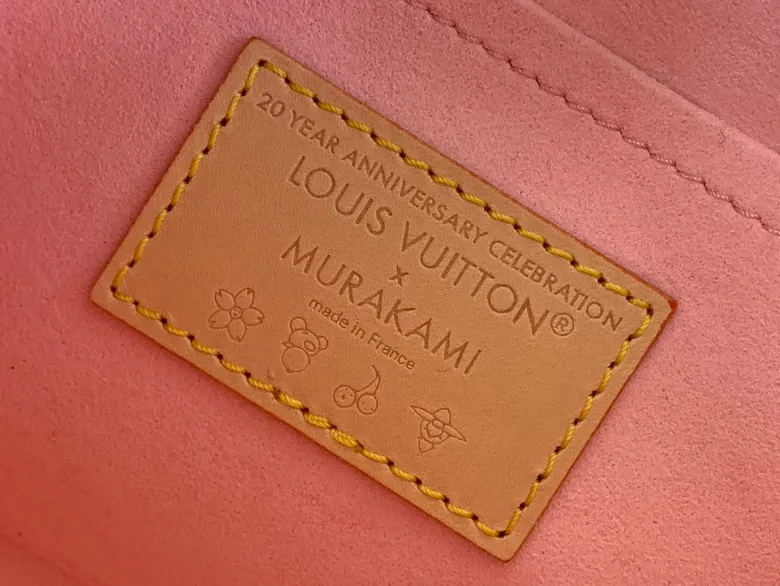 20 YEAR ANNIVERSARY CELEBRATION
LOUIS VUITTON®
x
MURAKAMI
made in France